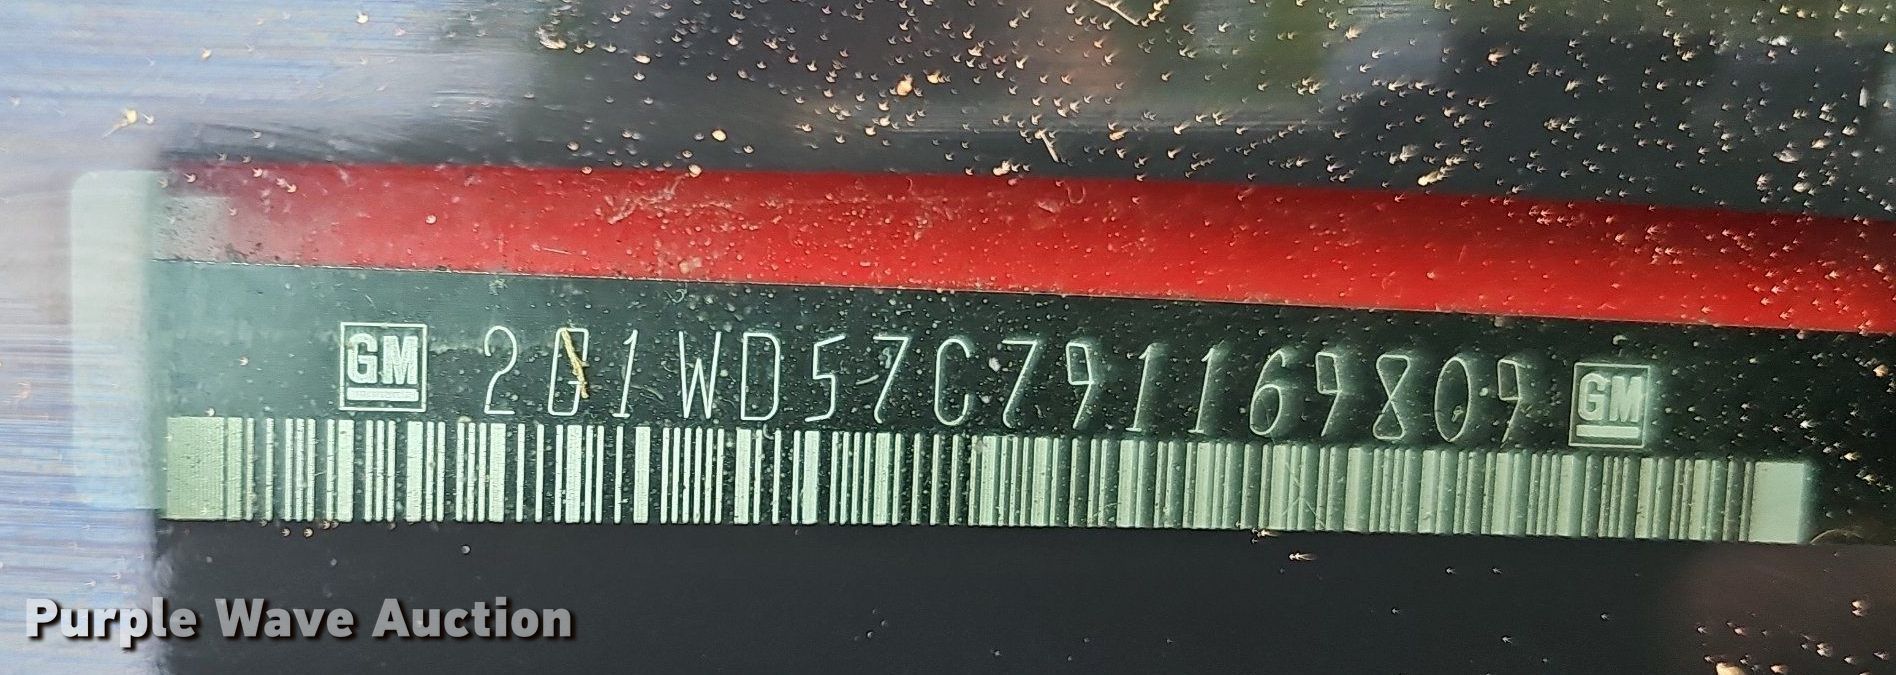 GM 2G1WD57C791169809 GM
Purple Wave Auction